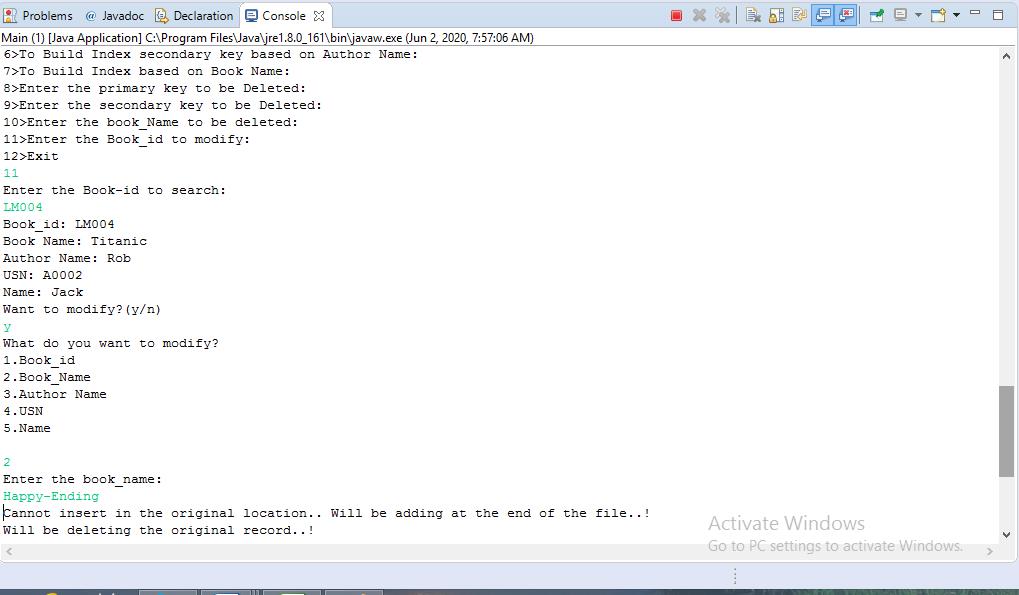 Problems @ Javadoc Declaration Console
Main (1) [Java Application] C:\Program Files\Java\jre1.8.0_161\bin\javaw.exe (Jun 2, 2020, 7:57:06 AM)
6>To Build Index secondary key based on Author Name:
7>To Build Index based on Book Name:
8>Enter the primary key to be Deleted:
9>Enter the secondary key to be Deleted:
10>Enter the book_Name to be deleted:
11>Enter the Book_id to modify:
12>Exit
11
Enter the Book-id to search:
LM004
Book_id: LM004
Book Name: Titanic
Author Name: Rob
USN: A0002
Name: Jack
Want to modify?(y/n)
y
What do you want to modify?
1.Book_id
2.Book_Name
3.Author Name
4.USN
5.Name
2
Enter the book_name:
Happy-Ending
Cannot insert in the original location.. Will be adding at the end of the file..!
Will be deleting the original record..!
Activate Windows
Go to PC settings to activate Windows.